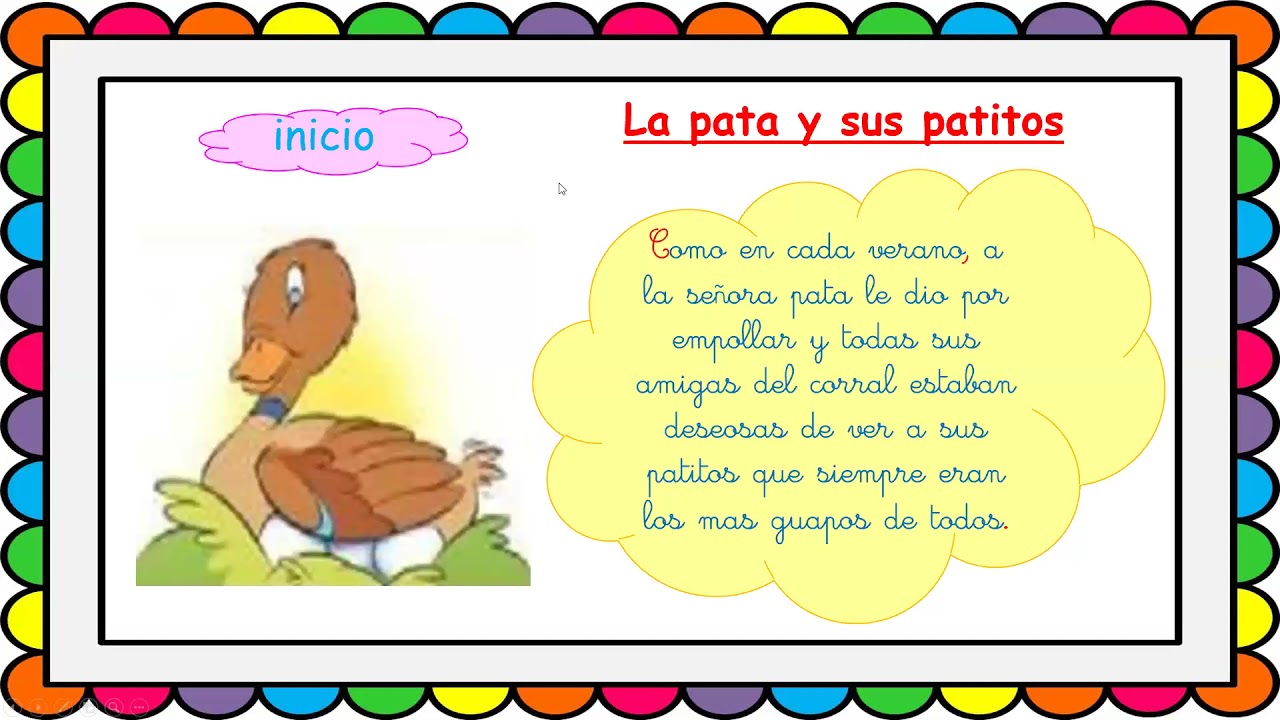 inicio
La pata y sus patitos
Como en cada verano, a
la señora pata le dio por
empollar y todas sus
amigas del corral estaban
deseosas de ver a sus
patitos que siempre eran
los mas guapos de todos.